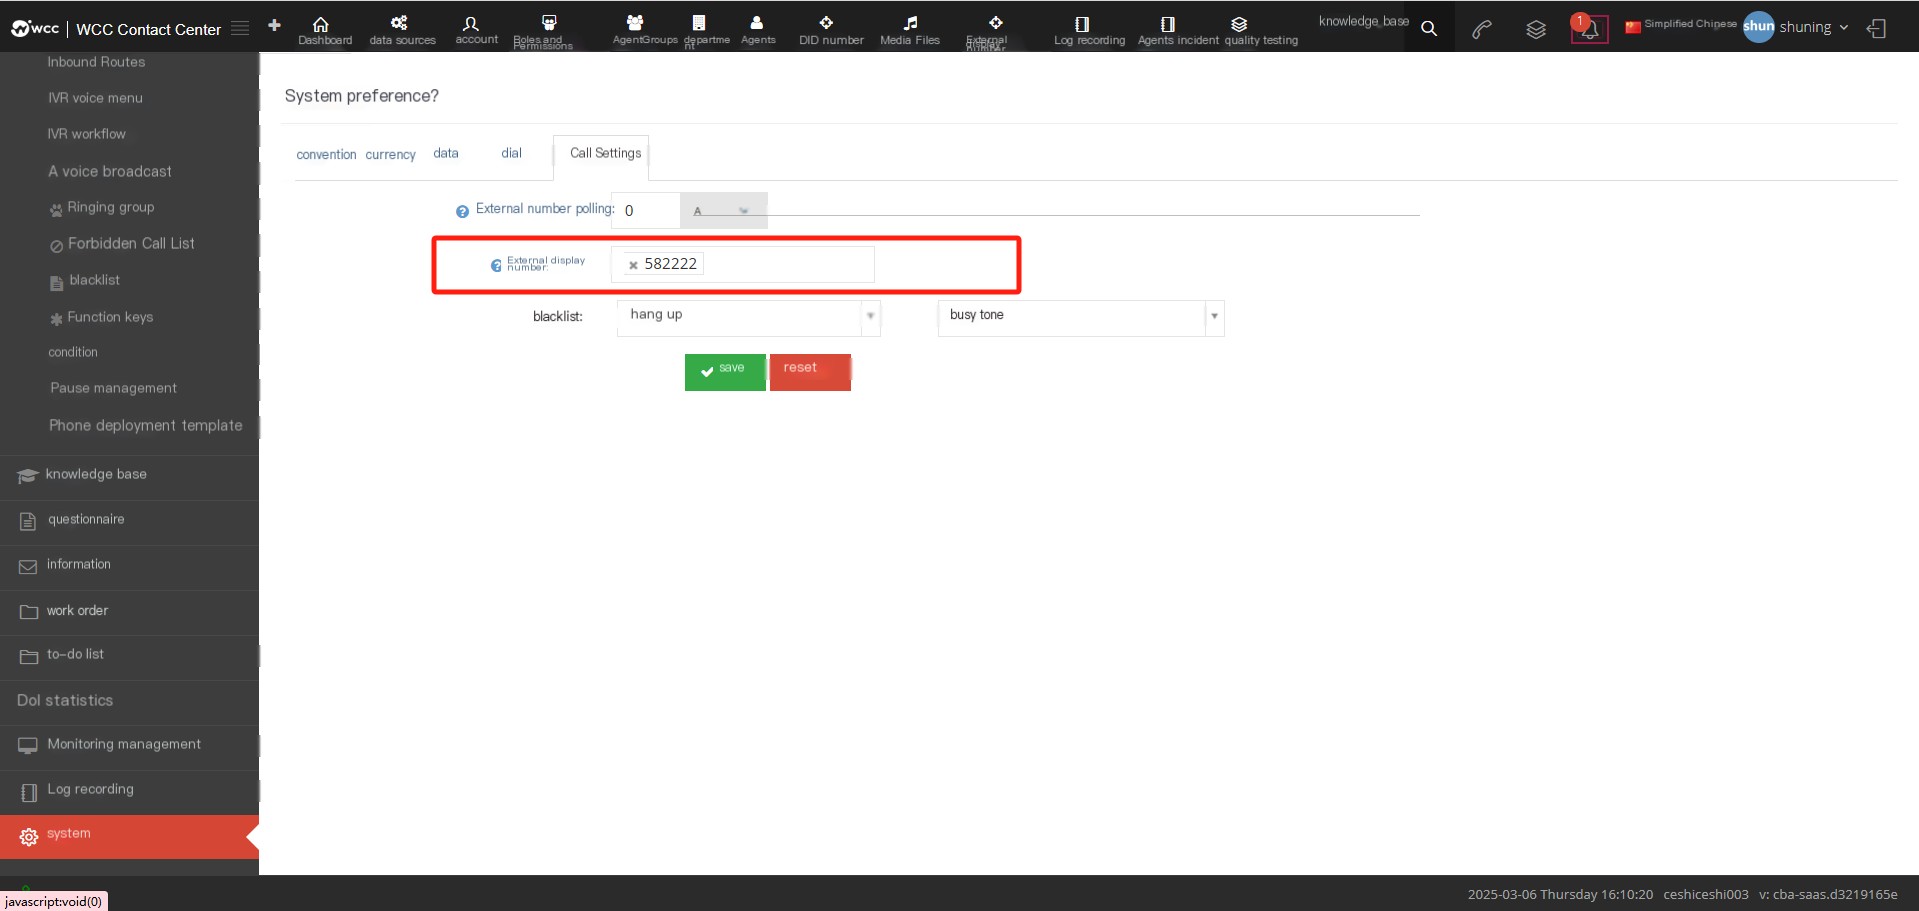 wcc | WCC Contact Center
Dashboard
data sources
account
Roles and Permissions
AgentGroups
departme
nt
Agents
DID number
Media Files
External
display
number
Log recording
Agents incident
quality testing
knowledge_base
1
Simplified Chinese
shun
shuning
Inbound Routes
IVR voice menu
IVR workflow
A voice broadcast
Ringing group
Forbidden Call List
blacklist
Function keys
condition
Pause management
Phone deployment template
knowledge base
questionnaire
information
work order
to-do list
Dol statistics
Monitoring management
Log recording
system
System preference?
convention currency data dial Call Settings
External number polling: 0 A
External display
number:
582222
blacklist: hang up busy tone
save reset
javascript:void(0)
2025-03-06 Thursday 16:10:20 ceshiceshi003 v: cba-saas.d3219165e